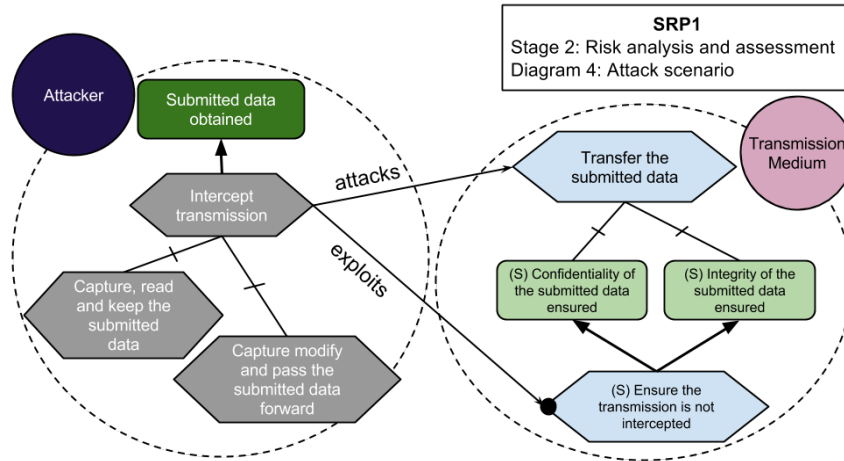 SRP1
Stage 2: Risk analysis and assessment
Diagram 4: Attack scenario
Attacker
Submitted data
obtained
Intercept
transmission
Capture, read
and keep the
submitted
data
Capture modify
and pass the
submitted data
forward
attacks
exploits
Transmission
Medium
Transfer the
submitted data
(S) Confidentiality of
the submitted data
ensured
(S) Integrity of the
submitted data
ensured
(S) Ensure the
transmission is not
intercepted